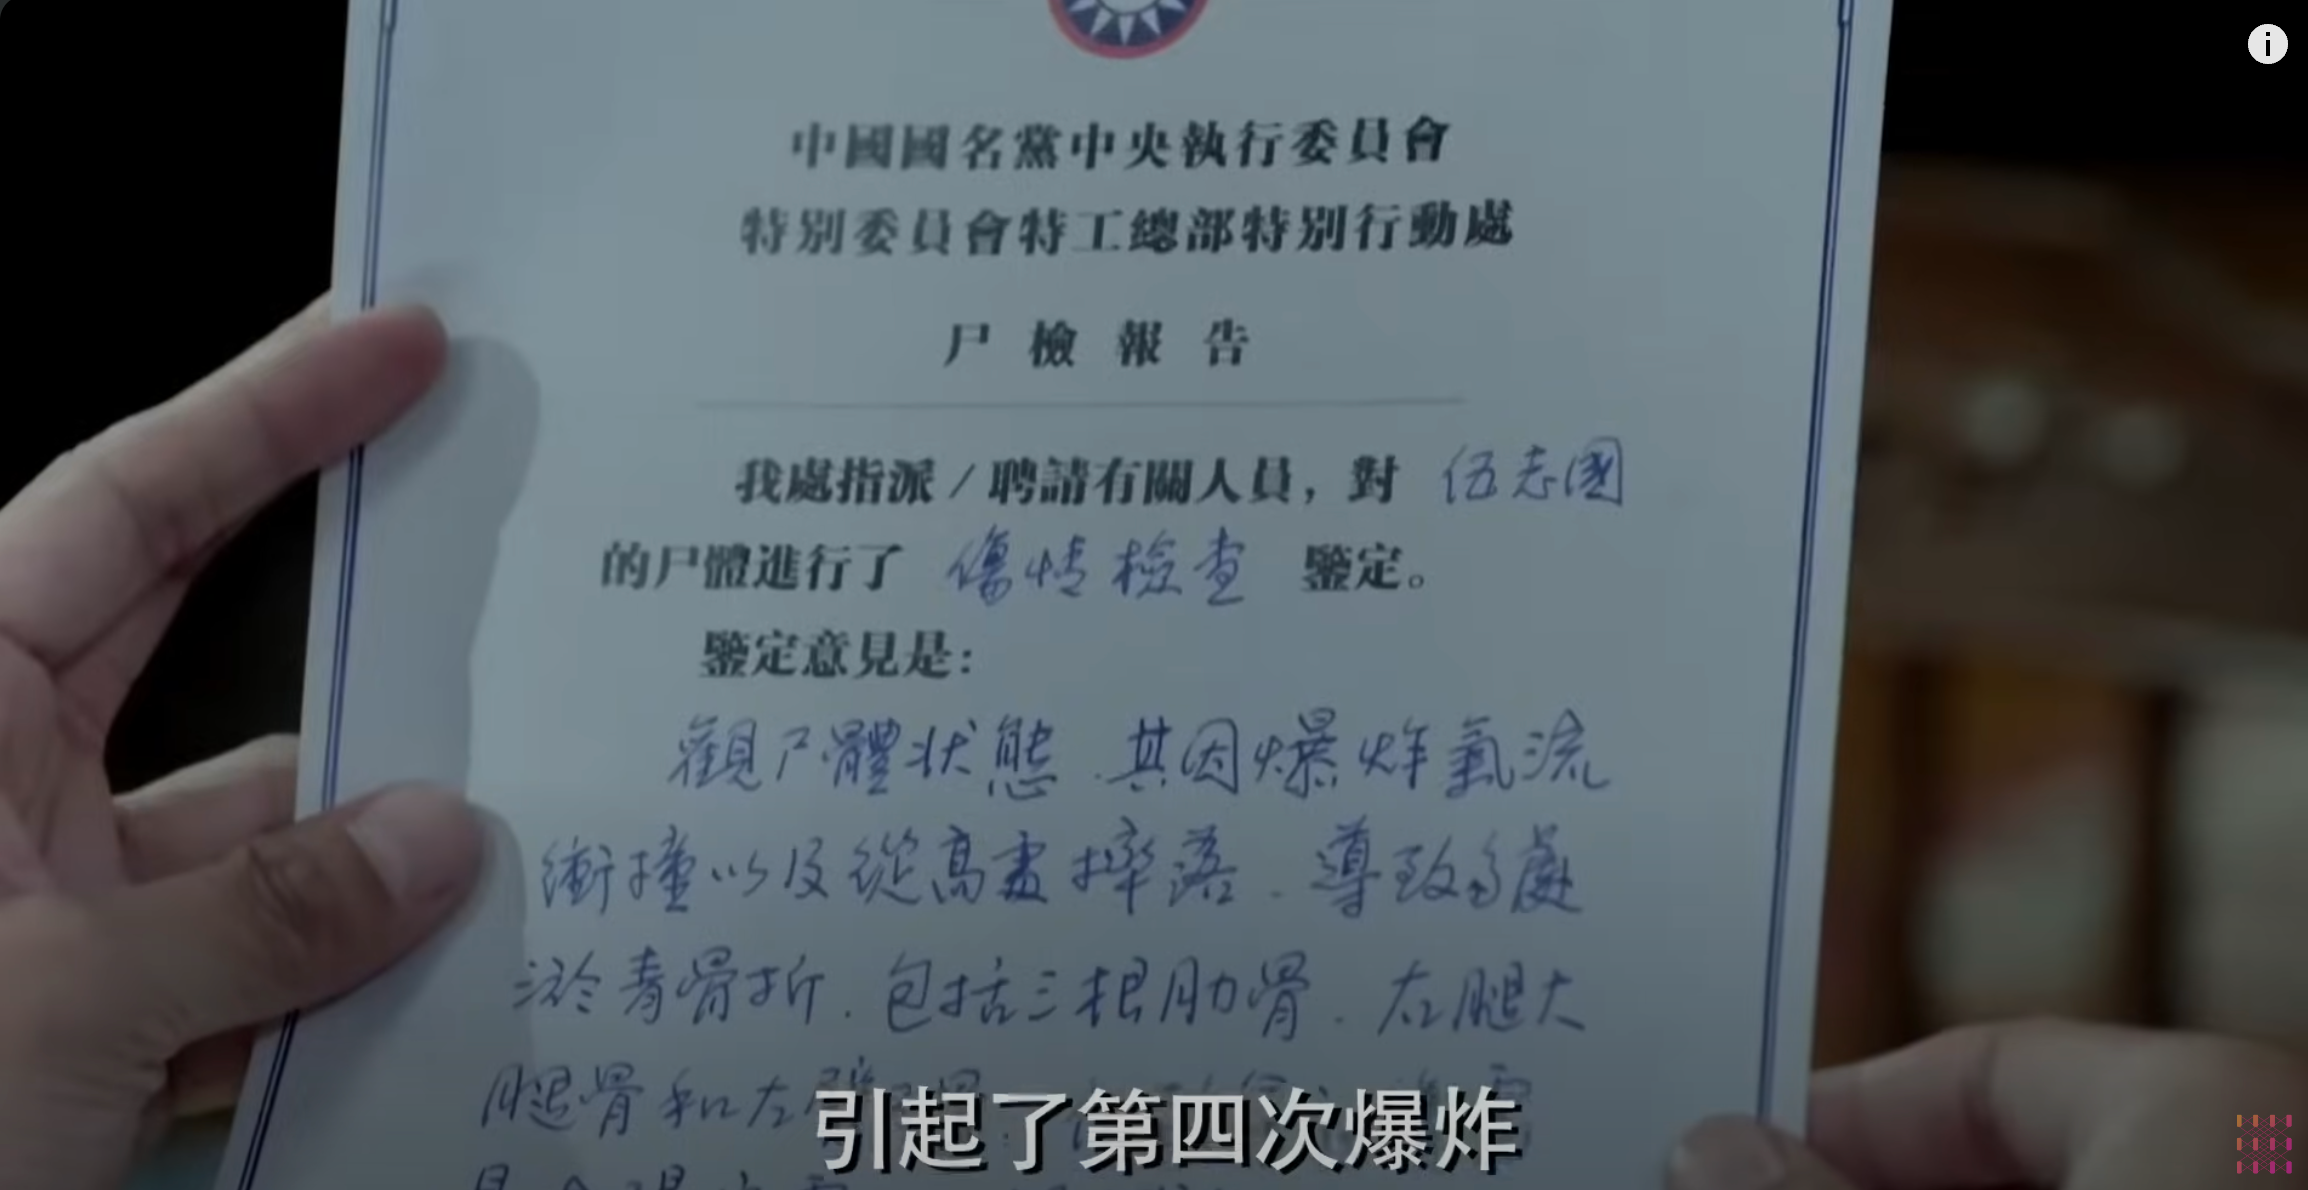 中國國名黨中央執行委員會
特別委員會特工總部特別行動處
尸檢報告
我處指派/聘請有關人員，對 伍志國
的尸體進行了 傷情檢查 鑒定。
鑒定意見是：
觀尸體狀態.其因爆炸氣流
衝撞以及從高處摔落.導致多處
淤青骨折.包括三根肋骨.左腿大
腿骨和左
引起了第四次爆炸